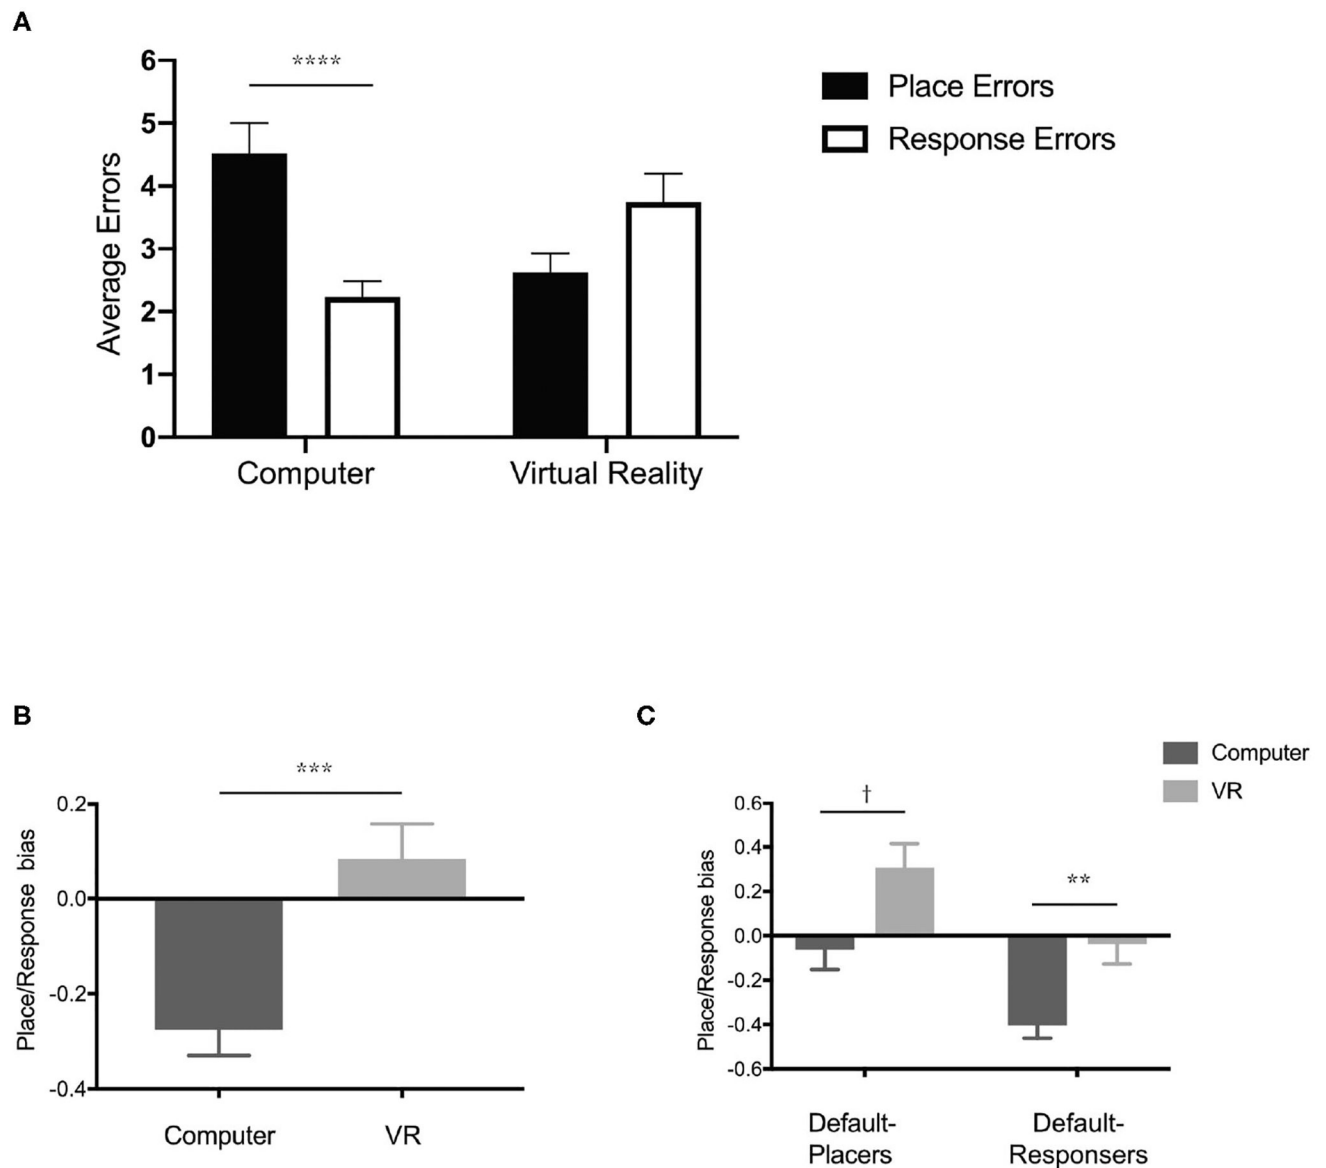 A
****
6
5
4
3
2
1
0
Average Errors
Computer
Virtual Reality
Place Errors
Response Errors
B
***
0.2
0.0
-0.2
-0.4
Place/Response bias
Computer
VR
C
Computer
VR
†
**
0.6
0.4
0.2
0.0
-0.2
-0.4
-0.6
Place/Response bias
Default-
Placers
Default-
Responsers